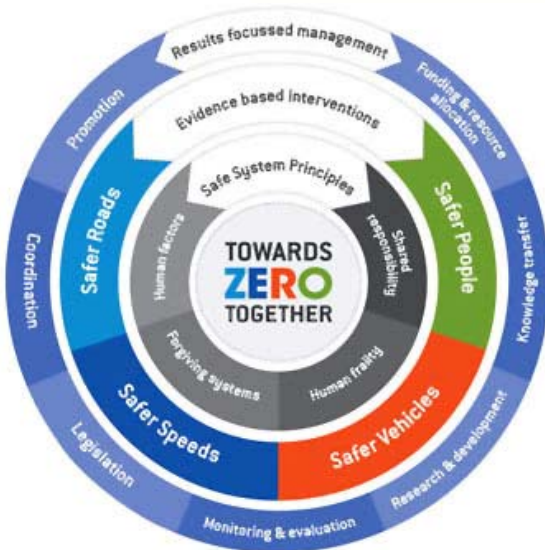 Results focussed management
Funding & resource
allocation
Knowledge transfer
Research & development
Monitoring & evaluation
Legislation
Coordination
Promotion
Evidence based interventions
Safer People
Safer Vehicles
Safer Speeds
Safer Roads
Safe System Principles
Shared
responsibility
Human frailty
Forgiving systems
Human factors
TOWARDS
ZERO
TOGETHER